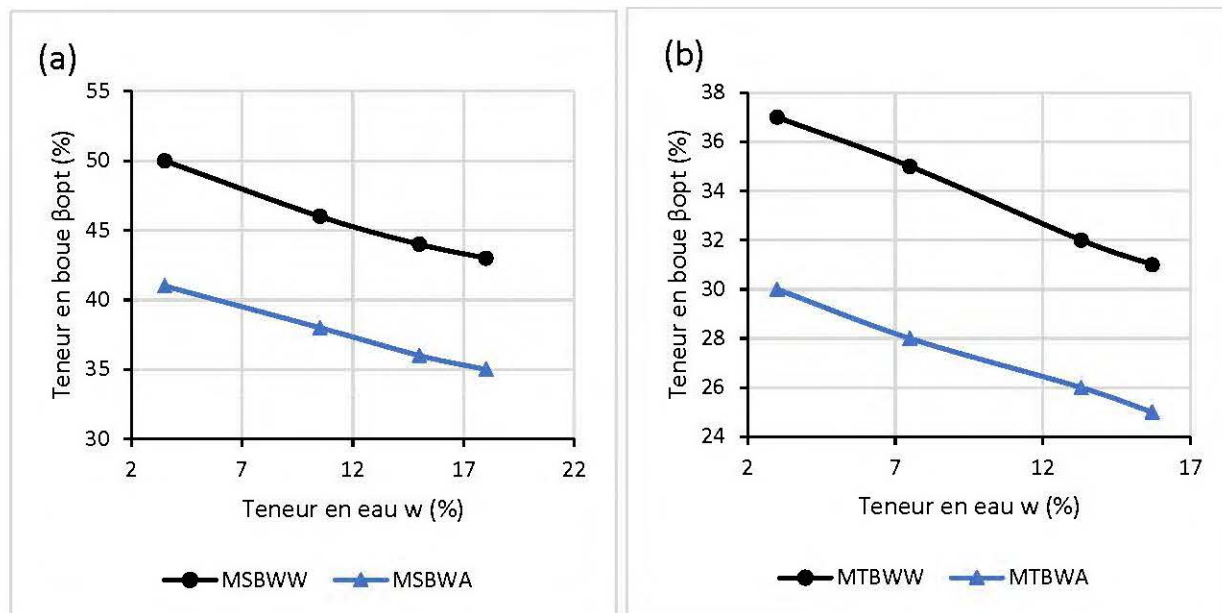 (a)
Teneur en boue βopt (%)
55
50
45
40
35
30
2 7 12 17 22
Teneur en eau w (%)
MSBWW MSBWA
(b)
Teneur en boue βopt (%)
38
36
34
32
30
28
26
24
2 7 12 17
Teneur en eau w (%)
MTBWW MTBWA